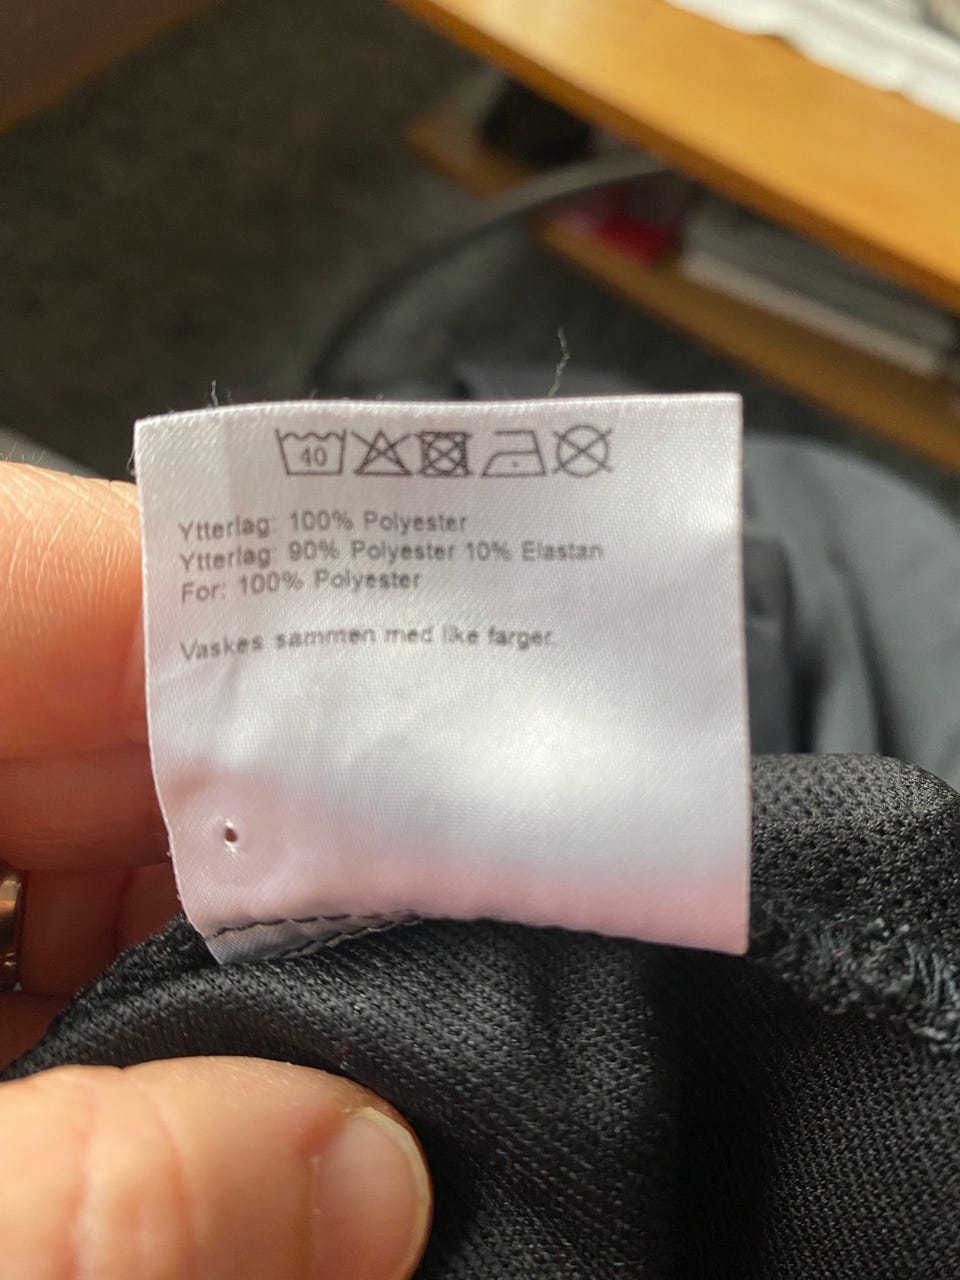 40
Ytterlag: 100% Polyester
Ytterlag: 90% Polyester 10% Elastan
For: 100% Polyester
Vaskes sammen med like farger.